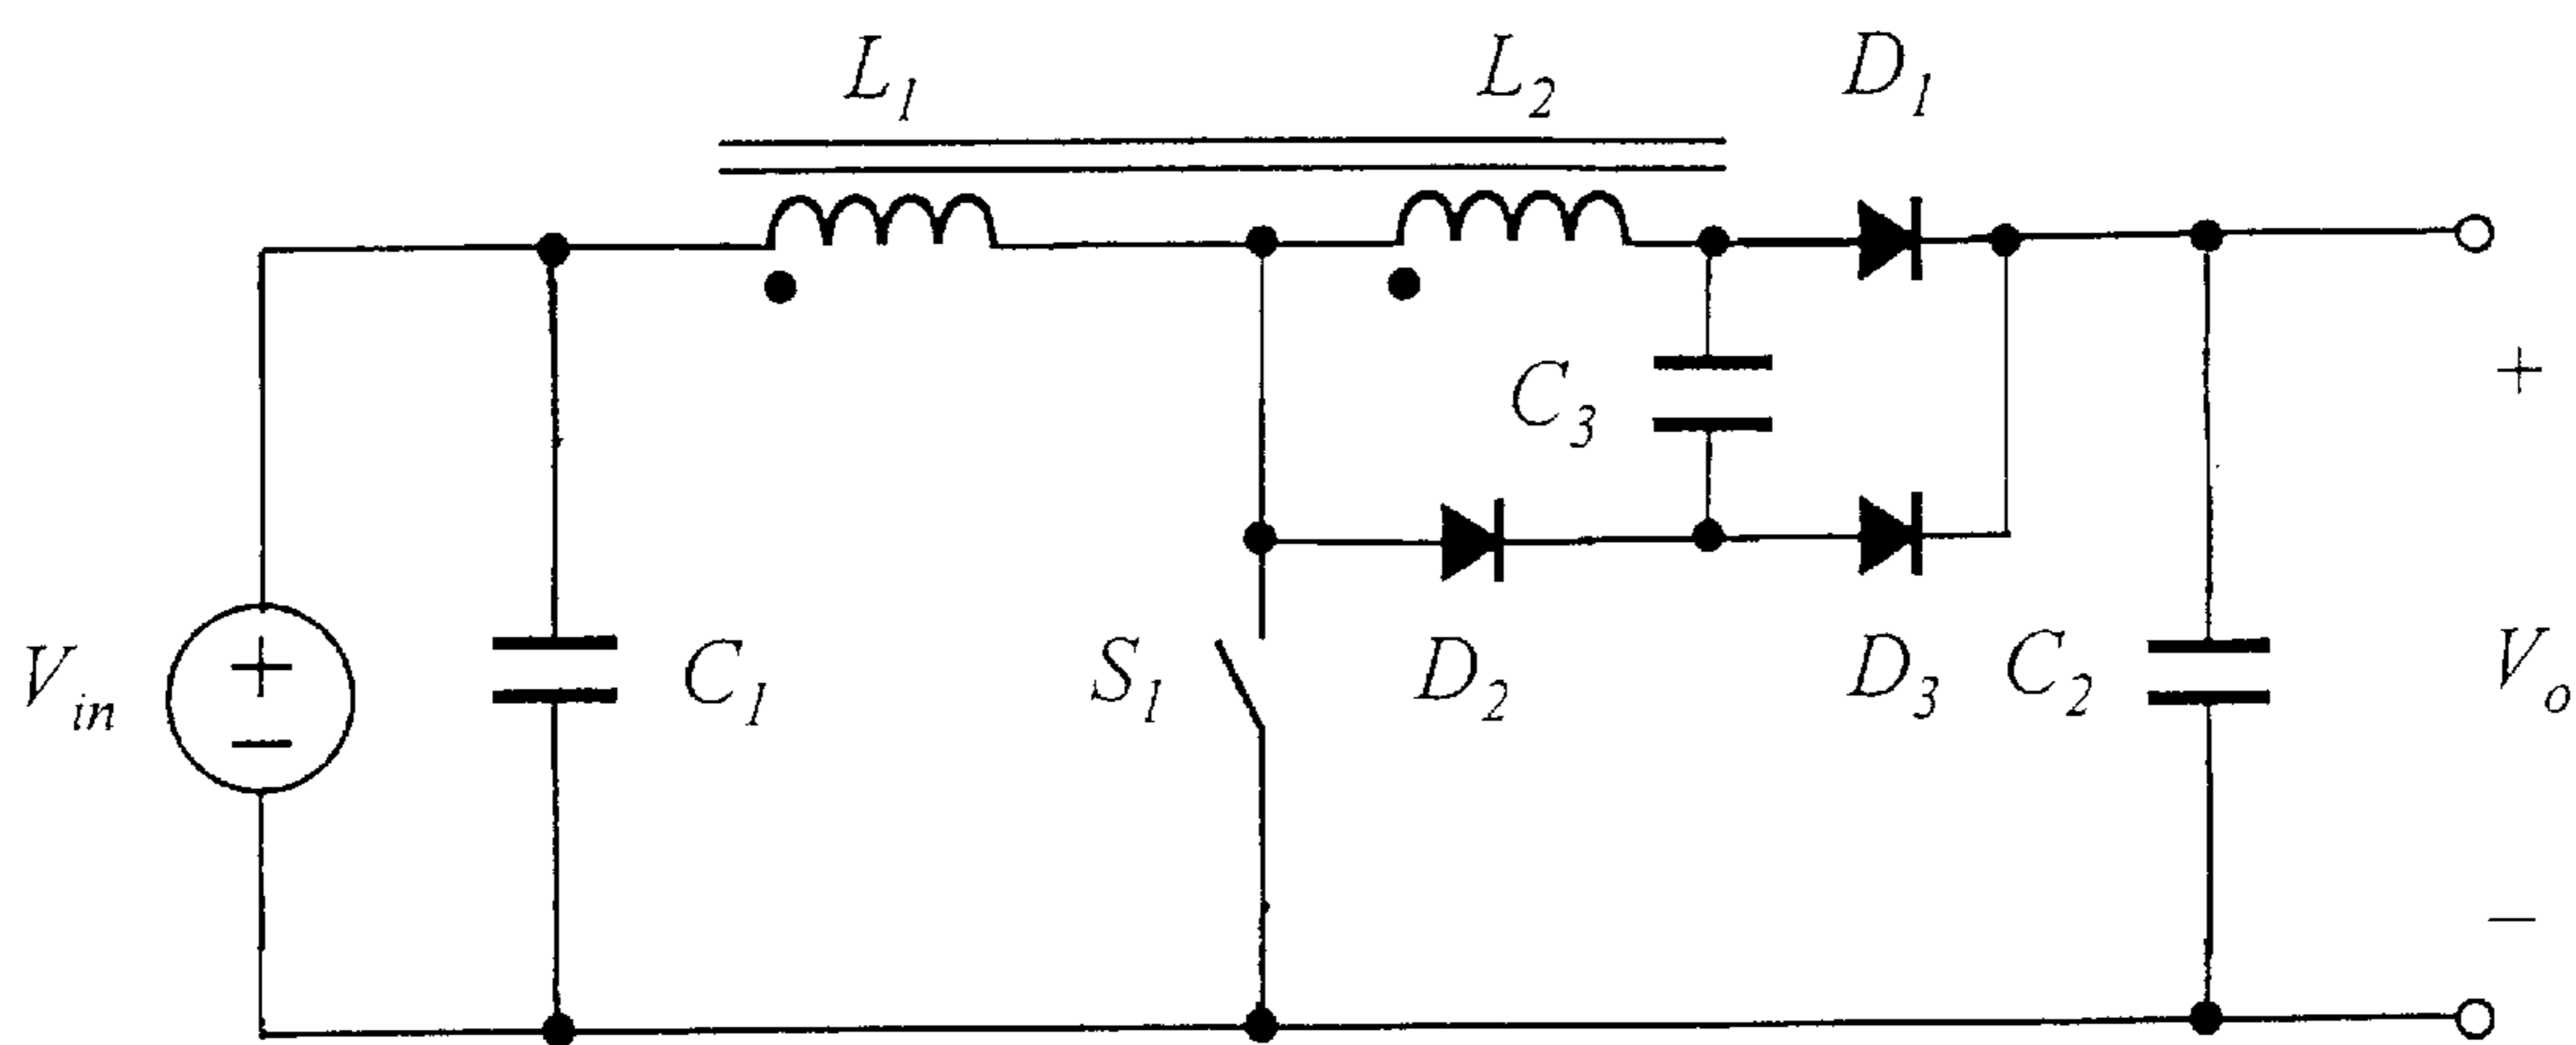 L1 L2 D1
C3
+
Vin + − C1 S1 D2 D3 C2 Vo
−